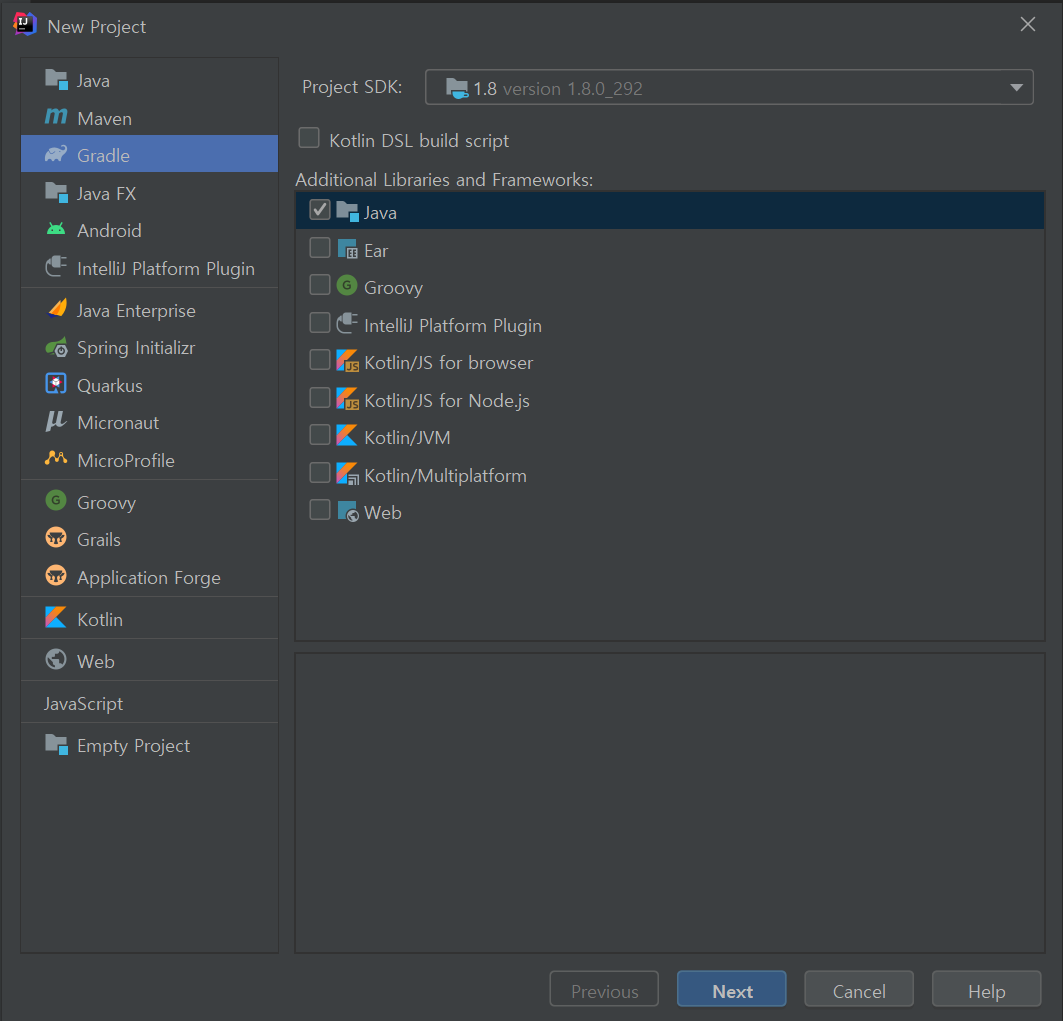 New Project
Java
Maven
Gradle
Java FX
Android
IntelliJ Platform Plugin
Java Enterprise
Spring Initializr
Quarkus
Micronaut
MicroProfile
Groovy
Grails
Application Forge
Kotlin
Web
JavaScript
Empty Project
Project SDK: 1.8 version 1.8.0_292
Kotlin DSL build script
Additional Libraries and Frameworks:
Java
Ear
Groovy
IntelliJ Platform Plugin
Kotlin/JS for browser
Kotlin/JS for Node.js
Kotlin/JVM
Kotlin/Multiplatform
Web
Previous Next Cancel Help